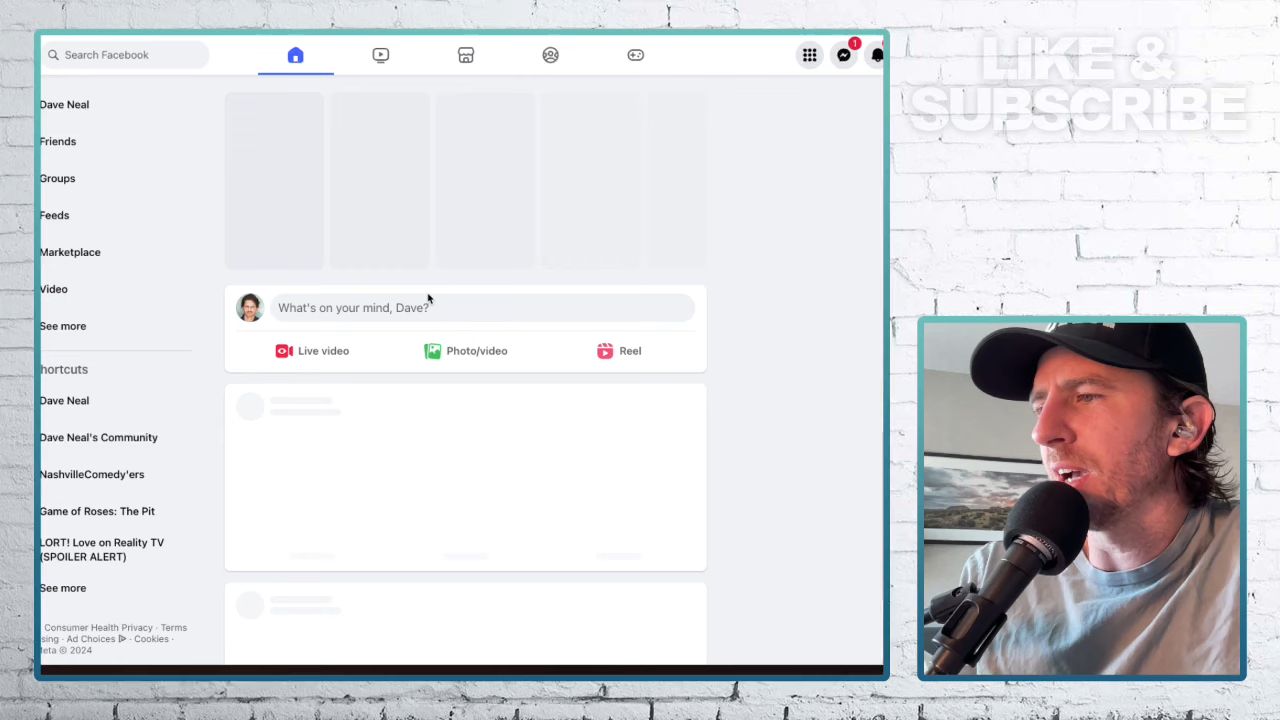 LIKE &
SUBSCRIBE
Search Facebook
1
Dave Neal
Friends
Groups
Feeds
Marketplace
Video
See more
hortcuts
Dave Neal
Dave Neal's Community
NashvilleComedy'ers
Game of Roses: The Pit
LORT! Love on Reality TV
(SPOILER ALERT)
See more
Consumer Health Privacy · Terms
sing · Ad Choices · Cookies ·
eta © 2024
What's on your mind, Dave?
Live video
Photo/video
Reel